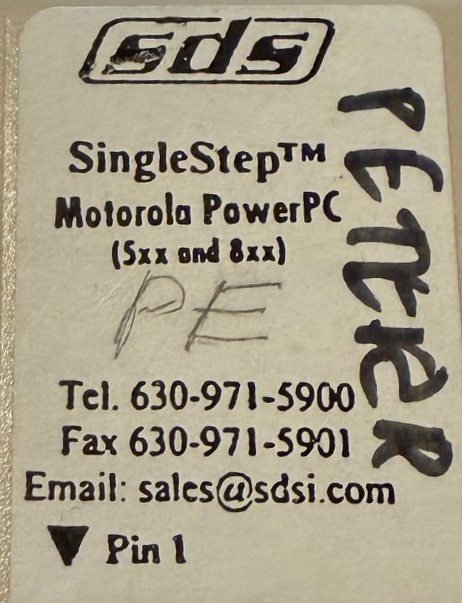 sds
SingleStep™
Motorola PowerPC
(5xx and 8xx)
PE
Tel. 630-971-5900
Fax 630-971-5901
Email: sales@sdsi.com
▼ Pin 1